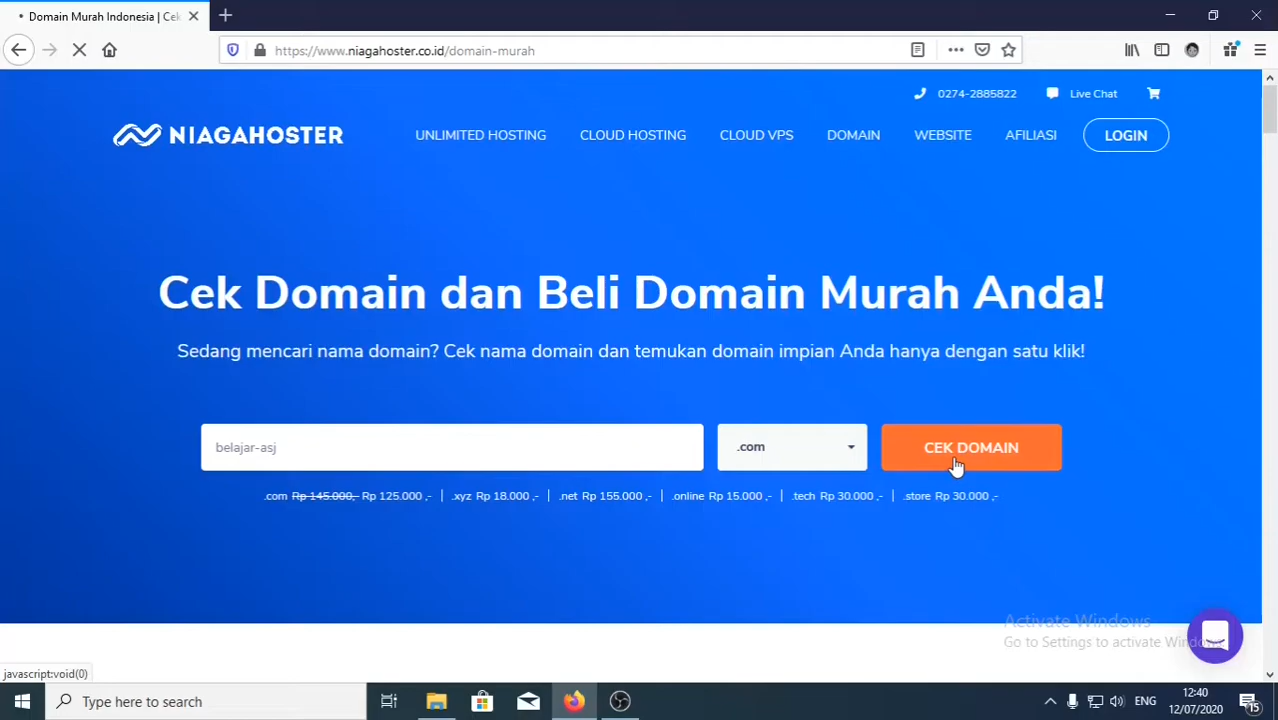 Domain Murah Indonesia | Cek
https://www.niagahoster.co.id/domain-murah
0274-2885822 Live Chat
NIAGAHOSTER UNLIMITED HOSTING CLOUD HOSTING CLOUD VPS DOMAIN WEBSITE AFILIASI LOGIN
Cek Domain dan Beli Domain Murah Anda!
Sedang mencari nama domain? Cek nama domain dan temukan domain impian Anda hanya dengan satu klik!
belajar-asj .com CEK DOMAIN
.com Rp 145.000,- Rp 125.000 ,- | .xyz Rp 18.000 ,- | .net Rp 155.000 ,- | .online Rp 15.000 ,- | .tech Rp 30.000 ,- | .store Rp 30.000 ,-
Activate Windows
Go to Settings to activate Windows.
javascript:void(0)
Type here to search ENG 12:40
12/07/2020 15